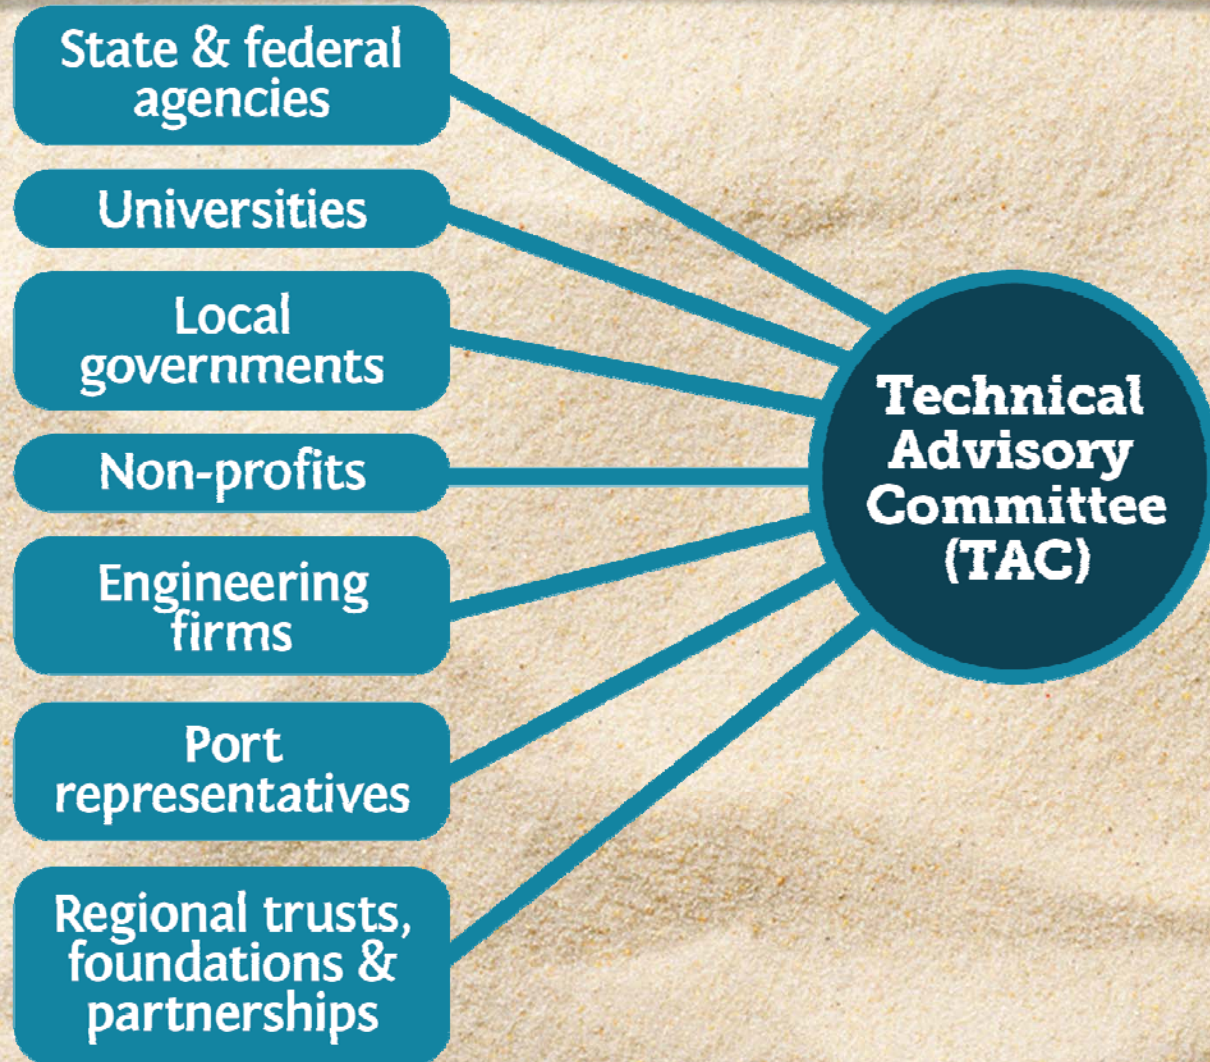 State & federal
agencies
Universities
Local
governments
Non-profits
Engineering
firms
Port
representatives
Regional trusts,
foundations &
partnerships
Technical
Advisory
Committee
(TAC)